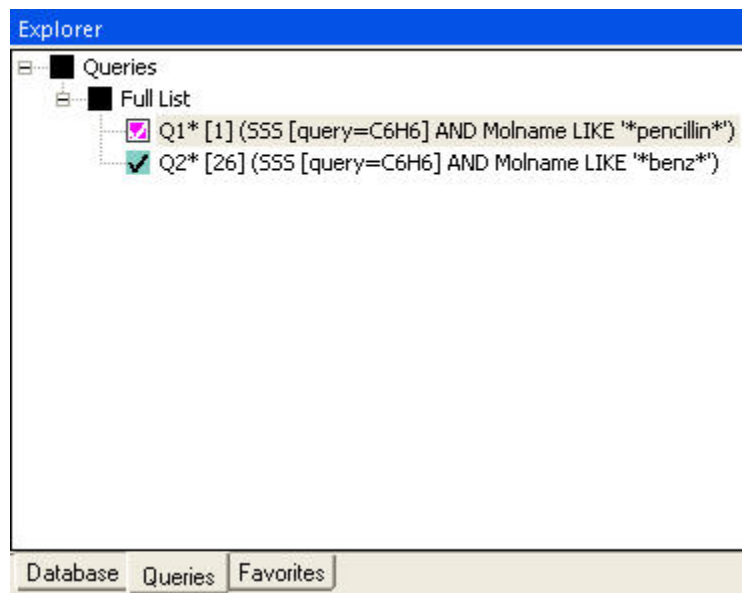 Explorer
Queries
Full List
Q1* [1] (SSS [query=C6H6] AND Molname LIKE '*pencillin*')
Q2* [26] (SSS [query=C6H6] AND Molname LIKE '*benz*')
Database Queries Favorites